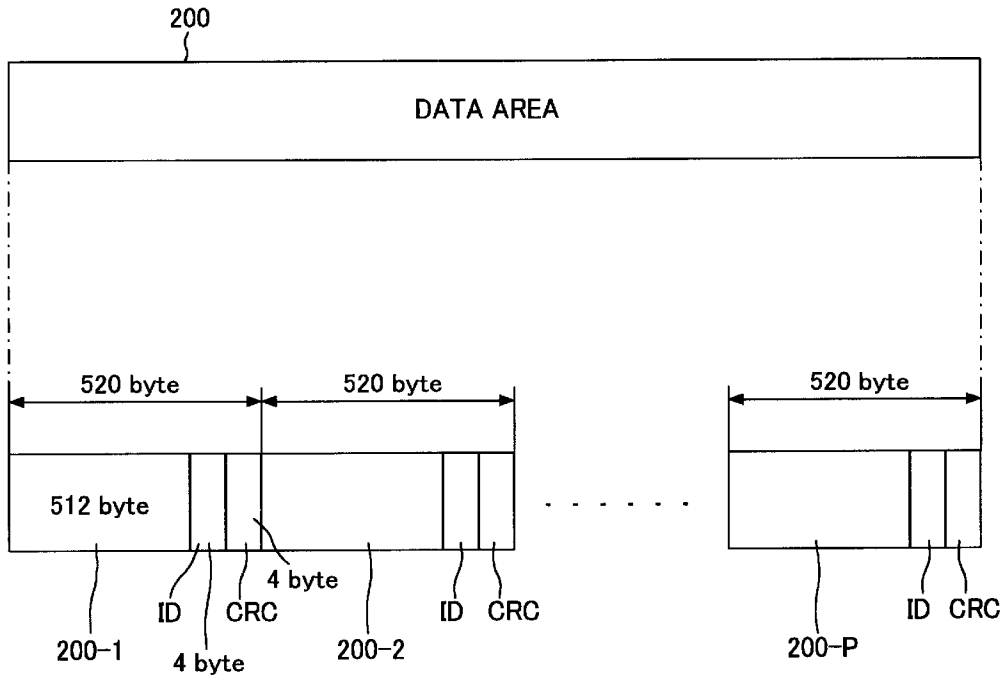 200
DATA AREA
520 byte
520 byte
520 byte
512 byte
4 byte
ID
CRC
ID
CRC
ID
CRC
200-1
4 byte
200-2
200-P